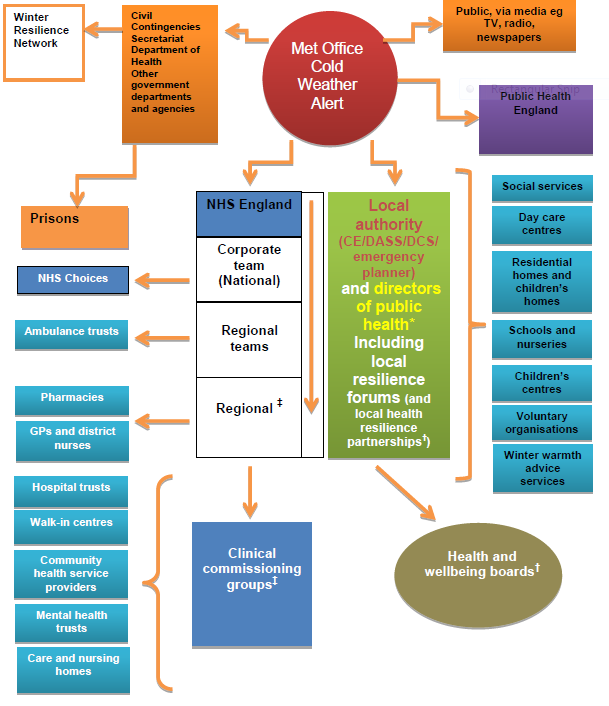 Winter
Resilience
Network
Civil
Contingencies
Secretariat
Department of
Health
Other
government
departments
and agencies
Met Office
Cold
Weather
Alert
Public, via media eg
TV, radio,
newspapers
Rectangular Snip
Public Health
England
Prisons
NHS England
Corporate
team
(National)
Regional
teams
Regional ‡
Local
authority
(CE/DASS/DCS/
emergency
planner)
and directors
of public
health*
Including
local
resilience
forums (and
local health
resilience
partnerships†)
Social services
Day care
centres
Residential
homes and
children's
homes
Schools and
nurseries
Children's
centres
Voluntary
organisations
Winter warmth
advice
services
NHS Choices
Ambulance trusts
Pharmacies
GPs and district
nurses
Hospital trusts
Walk-in centres
Community
health service
providers
Mental health
trusts
Care and nursing
homes
Clinical
commissioning
groups‡
Health and
wellbeing boards†